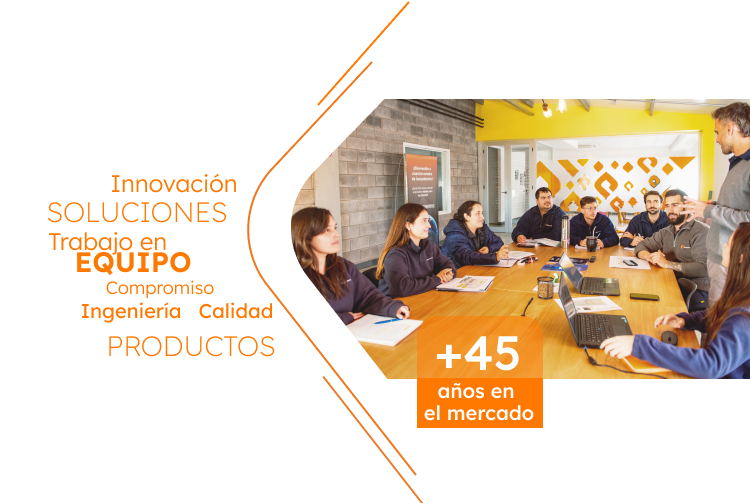 Innovación
SOLUCIONES
Trabajo en
EQUIPO
Compromiso
Ingeniería Calidad
PRODUCTOS
+45
años en
el mercado